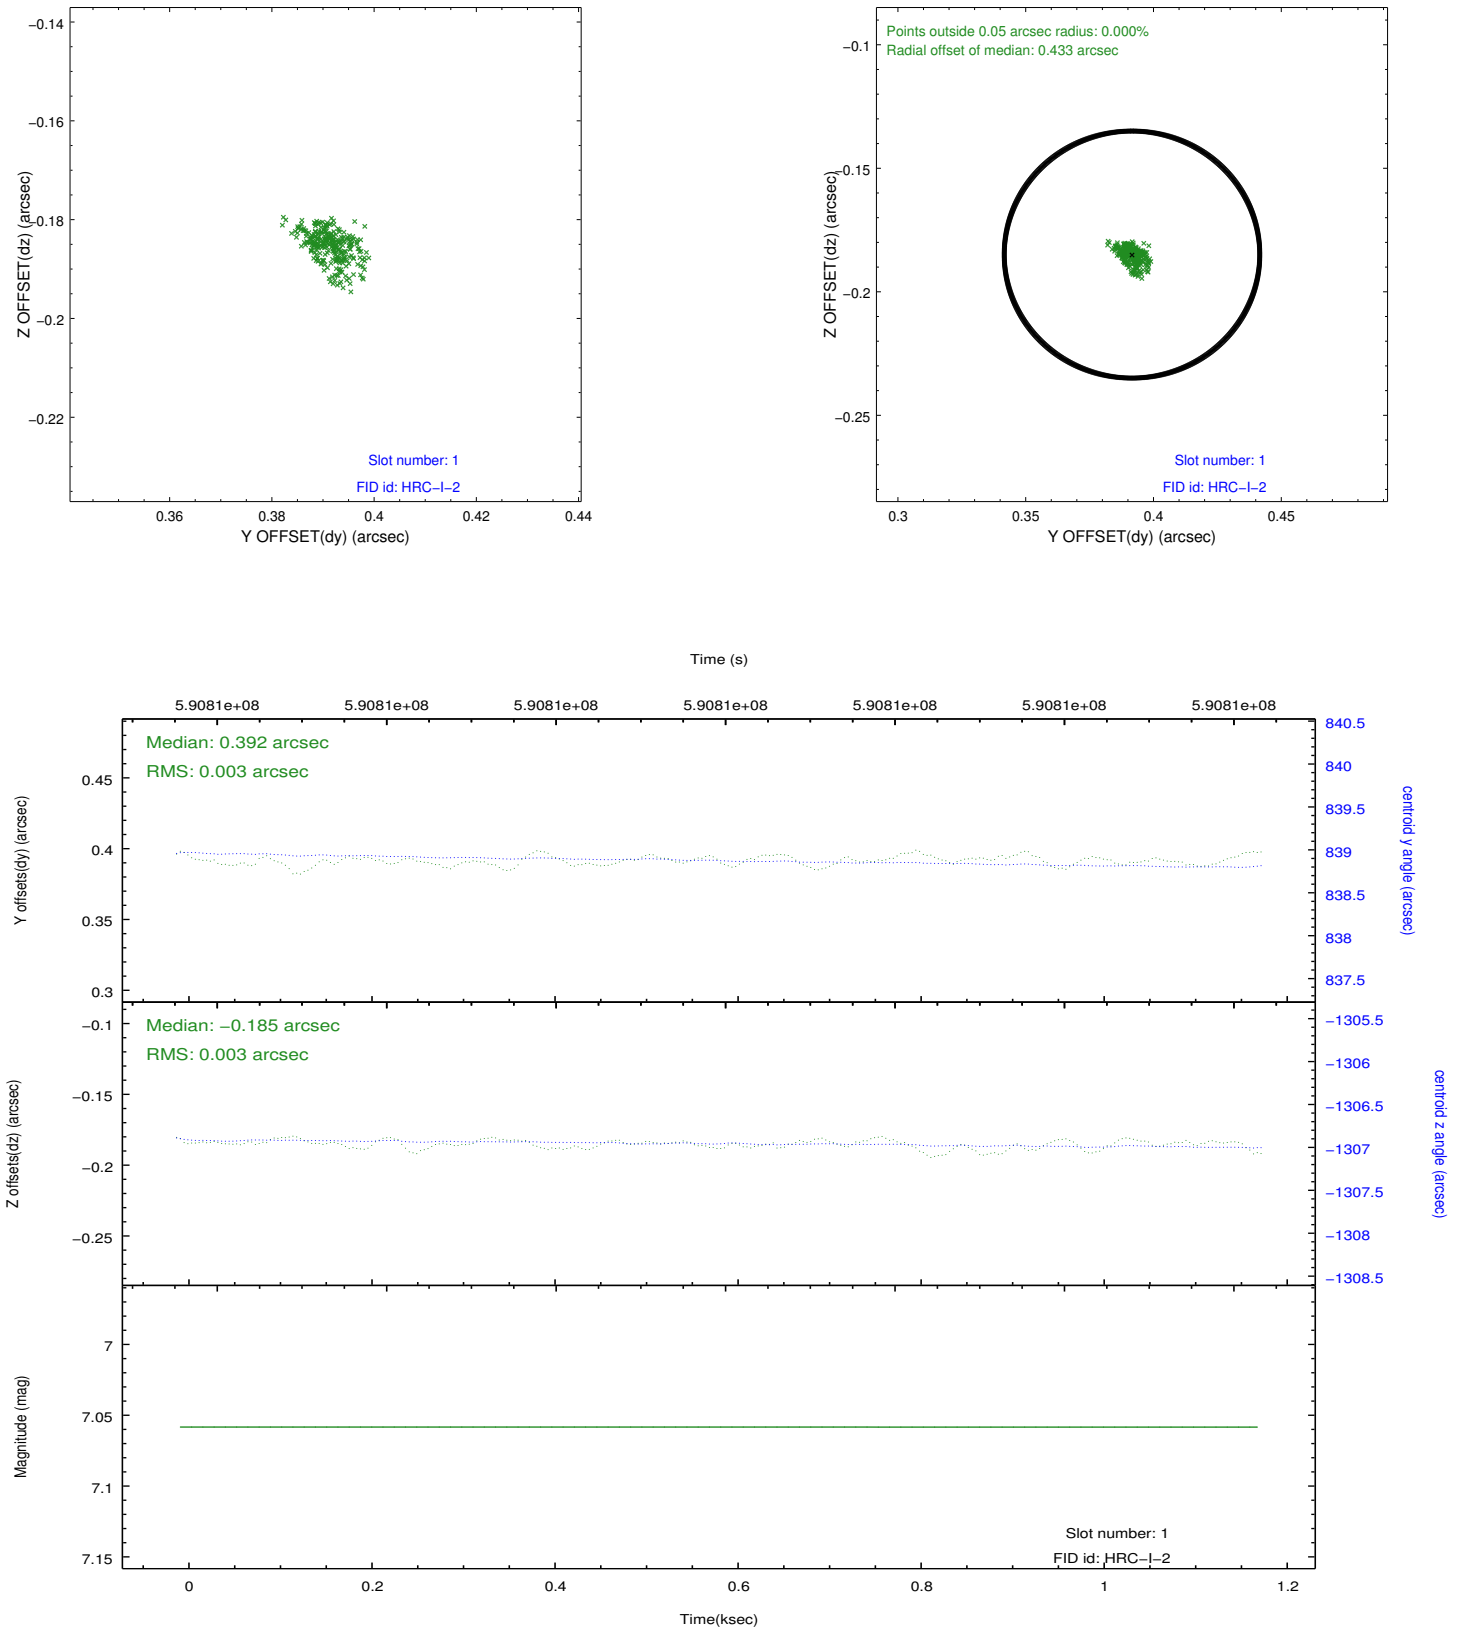 −0.14
−0.16
−0.18
−0.2
−0.22
Z OFFSET(dz) (arcsec)
Slot number: 1
FID id: HRC−I−2
0.36 0.38 0.4 0.42 0.44
Y OFFSET(dy) (arcsec)
Points outside 0.05 arcsec radius: 0.000%
Radial offset of median: 0.433 arcsec
−0.1
−0.15
−0.2
−0.25
Z OFFSET(dz) (arcsec)
Slot number: 1
FID id: HRC−I−2
0.3 0.35 0.4 0.45
Y OFFSET(dy) (arcsec)
Time (s)
5.9081e+08 5.9081e+08 5.9081e+08 5.9081e+08 5.9081e+08 5.9081e+08 5.9081e+08
Median: 0.392 arcsec
RMS: 0.003 arcsec
0.45
0.4
0.35
0.3
Y offsets(dy) (arcsec)
840.5
840
839.5
839
838.5
838
837.5
centroid y angle (arcsec)
Median: −0.185 arcsec
RMS: 0.003 arcsec
−0.1
−0.15
−0.2
−0.25
Z offsets(dz) (arcsec)
−1305.5
−1306
−1306.5
−1307
−1307.5
−1308
−1308.5
centroid z angle (arcsec)
7
7.05
7.1
7.15
Magnitude (mag)
Slot number: 1
FID id: HRC−I−2
0 0.2 0.4 0.6 0.8 1 1.2
Time(ksec)